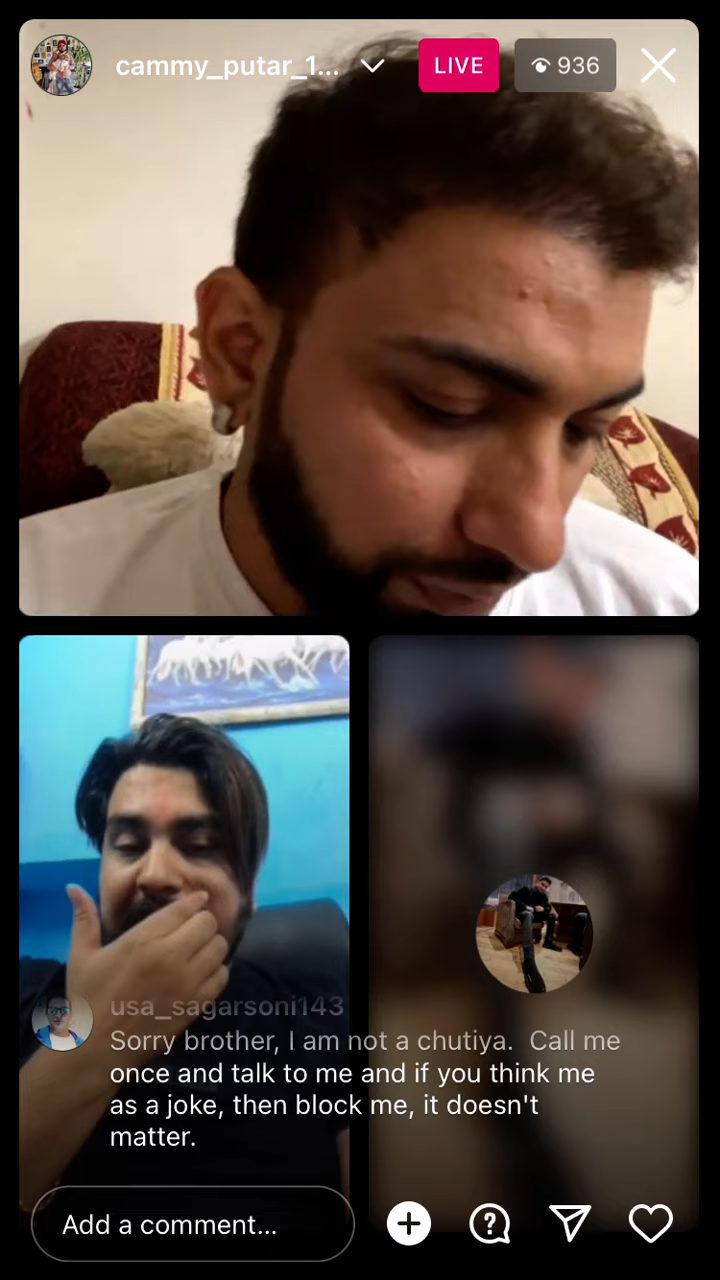 cammy_putar_1...
LIVE
936
usa_sagarsoni143
Sorry brother, I am not a chutiya.  Call me
once and talk to me and if you think me
as a joke, then block me, it doesn't
matter.
Add a comment...